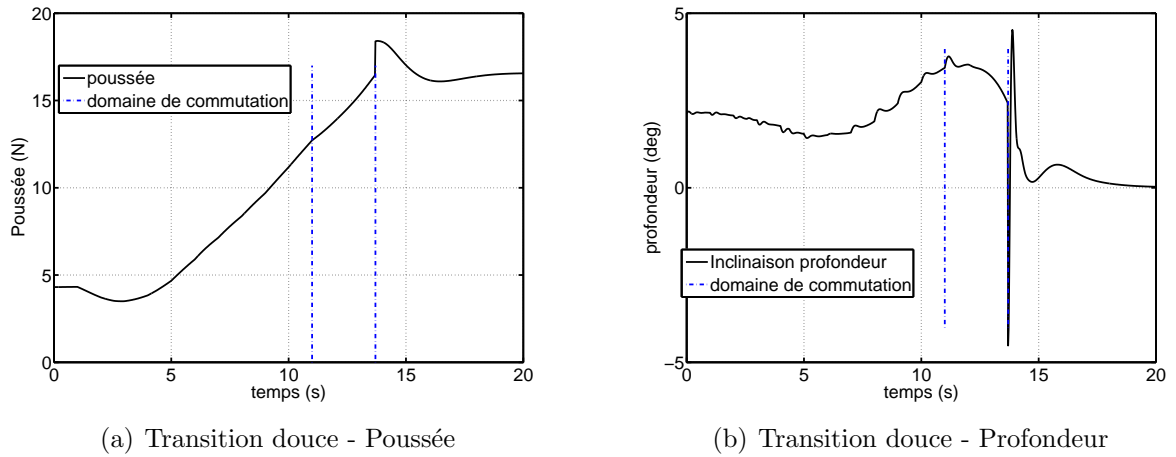 20
15
10
5
0
Poussée (N)
poussée
domaine de commutation
0 5 10 15 20
temps (s)
(a) Transition douce - Poussée
5
0
−5
profondeur (deg)
Inclinaison profondeur
domaine de commutation
0 5 10 15 20
temps (s)
(b) Transition douce - Profondeur